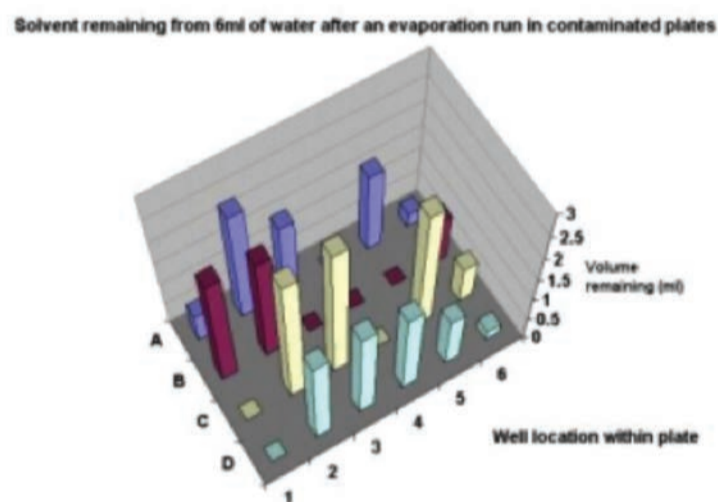 Solvent remaining from 6ml of water after an evaporation run in contaminated plates
3
2.5
2
1.5
1
0.5
0
Volume
remaining (ml)
A
B
C
D
1
2
3
4
5
6
Well location within plate